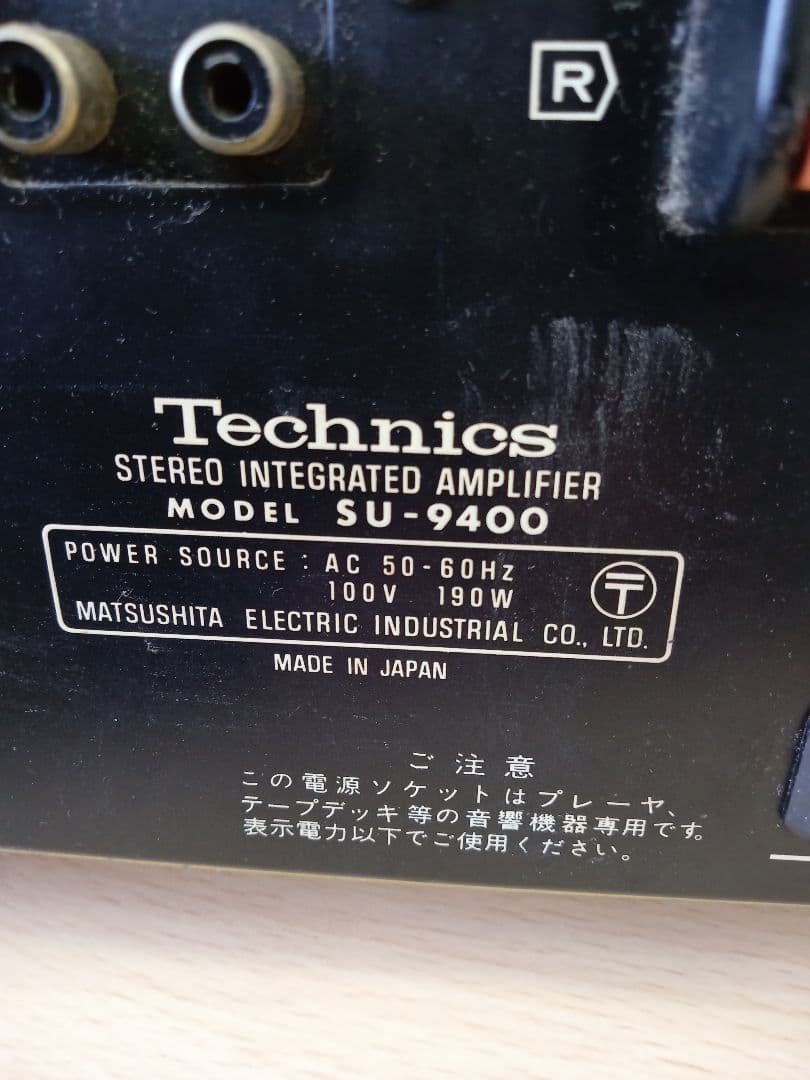 R
Technics
STEREO INTEGRATED AMPLIFIER
MODEL SU-9400
POWER SOURCE : AC 50-60Hz
100V 190W
〒
MATSUSHITA ELECTRIC INDUSTRIAL CO., LTD.
MADE IN JAPAN
ご注意
この電源ソケットはプレーヤ、
テープデッキ等の音響機器専用です。
表示電力以下でご使用ください。